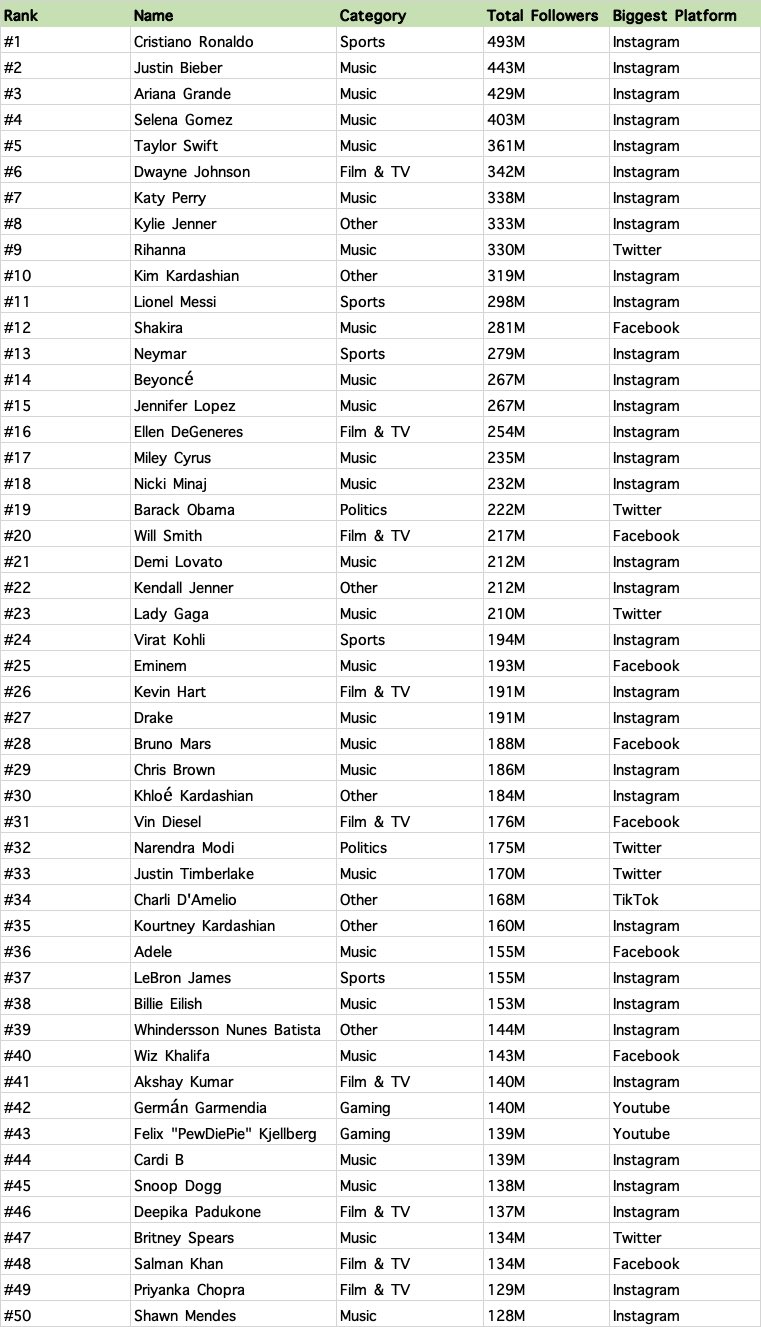 Rank Name Category Total Followers Biggest Platform
#1 Cristiano Ronaldo Sports 493M Instagram
#2 Justin Bieber Music 443M Instagram
#3 Ariana Grande Music 429M Instagram
#4 Selena Gomez Music 403M Instagram
#5 Taylor Swift Music 361M Instagram
#6 Dwayne Johnson Film & TV 342M Instagram
#7 Katy Perry Music 338M Instagram
#8 Kylie Jenner Other 333M Instagram
#9 Rihanna Music 330M Twitter
#10 Kim Kardashian Other 319M Instagram
#11 Lionel Messi Sports 298M Instagram
#12 Shakira Music 281M Facebook
#13 Neymar Sports 279M Instagram
#14 Beyoncé Music 267M Instagram
#15 Jennifer Lopez Music 267M Instagram
#16 Ellen DeGeneres Film & TV 254M Instagram
#17 Miley Cyrus Music 235M Instagram
#18 Nicki Minaj Music 232M Instagram
#19 Barack Obama Politics 222M Twitter
#20 Will Smith Film & TV 217M Facebook
#21 Demi Lovato Music 212M Instagram
#22 Kendall Jenner Other 212M Instagram
#23 Lady Gaga Music 210M Twitter
#24 Virat Kohli Sports 194M Instagram
#25 Eminem Music 193M Facebook
#26 Kevin Hart Film & TV 191M Instagram
#27 Drake Music 191M Instagram
#28 Bruno Mars Music 188M Facebook
#29 Chris Brown Music 186M Instagram
#30 Khloé Kardashian Other 184M Instagram
#31 Vin Diesel Film & TV 176M Facebook
#32 Narendra Modi Politics 175M Twitter
#33 Justin Timberlake Music 170M Twitter
#34 Charli D'Amelio Other 168M TikTok
#35 Kourtney Kardashian Other 160M Instagram
#36 Adele Music 155M Facebook
#37 LeBron James Sports 155M Instagram
#38 Billie Eilish Music 153M Instagram
#39 Whindersson Nunes Batista Other 144M Instagram
#40 Wiz Khalifa Music 143M Facebook
#41 Akshay Kumar Film & TV 140M Instagram
#42 Germán Garmendia Gaming 140M Youtube
#43 Felix "PewDiePie" Kjellberg Gaming 139M Youtube
#44 Cardi B Music 139M Instagram
#45 Snoop Dogg Music 138M Instagram
#46 Deepika Padukone Film & TV 137M Instagram
#47 Britney Spears Music 134M Twitter
#48 Salman Khan Film & TV 134M Facebook
#49 Priyanka Chopra Film & TV 129M Instagram
#50 Shawn Mendes Music 128M Instagram